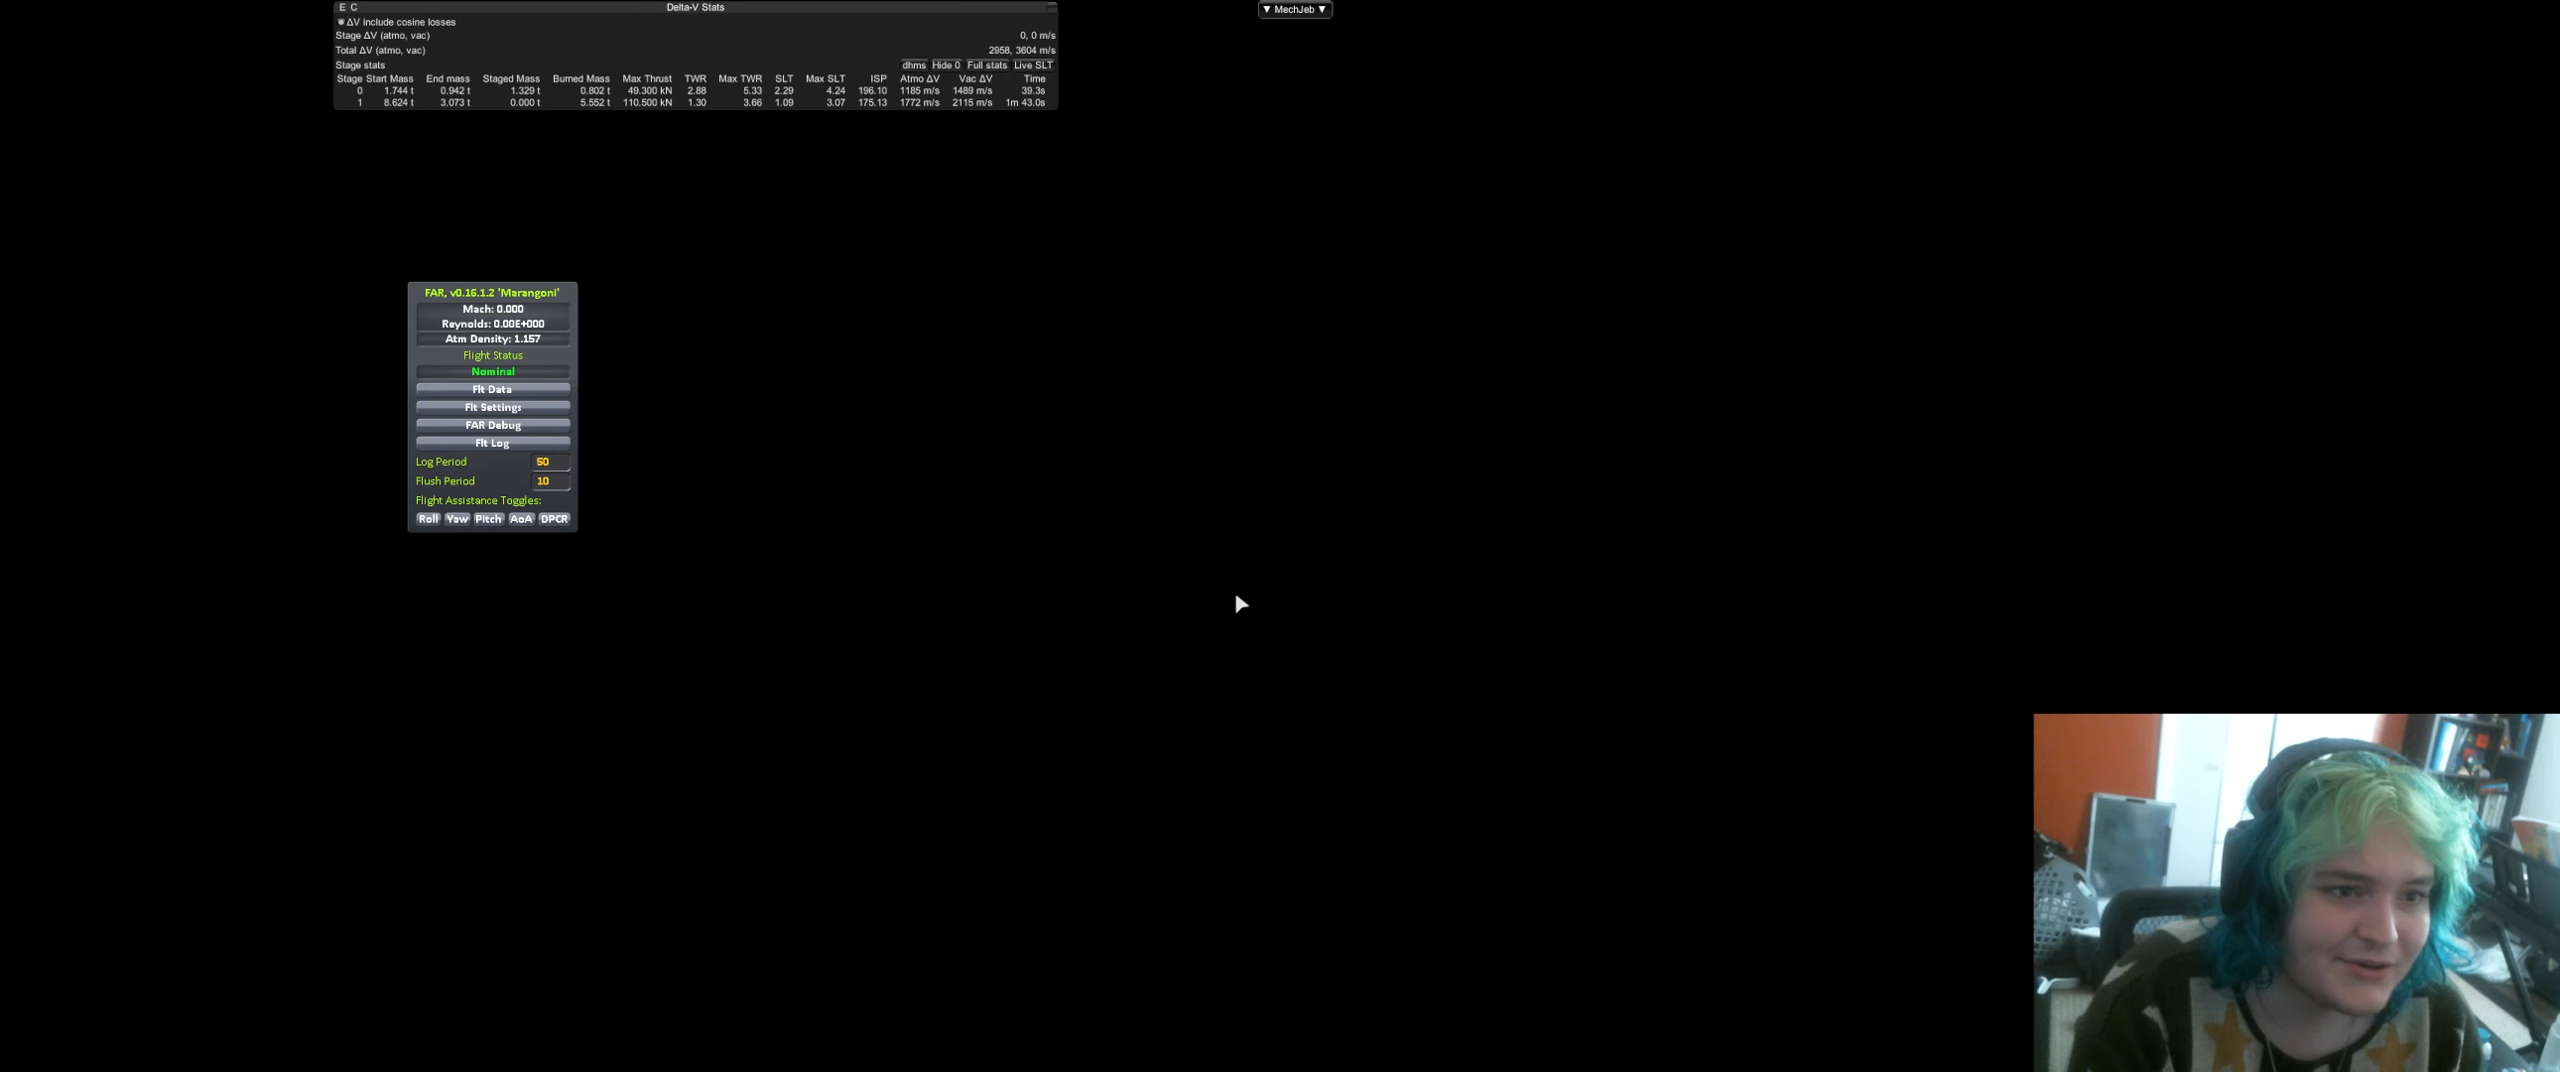 E C Delta-V Stats
ΔV include cosine losses
Stage ΔV (atmo, vac) 0, 0 m/s
Total ΔV (atmo, vac) 2958, 3604 m/s
Stage stats dhms Hide 0 Full stats Live SLT
Stage Start Mass End mass Staged Mass Burned Mass Max Thrust TWR Max TWR SLT Max SLT ISP Atmo ΔV Vac ΔV Time
0 1.744 t 0.942 t 1.329 t 0.802 t 49.300 kN 2.88 5.33 2.29 4.24 196.10 1185 m/s 1489 m/s 39.3s
1 8.624 t 3.073 t 0.000 t 5.552 t 110.500 kN 1.30 3.66 1.09 3.07 175.13 1772 m/s 2115 m/s 1m 43.0s
▼ MechJeb ▼
FAR, v0.16.1.2 'Marangoni'
Mach: 0.000
Reynolds: 0.00E+000
Atm Density: 1.157
Flight Status
Nominal
Flt Data
Flt Settings
FAR Debug
Flt Log
Log Period 50
Flush Period 10
Flight Assistance Toggles:
Roll Yaw Pitch AoA DPCR